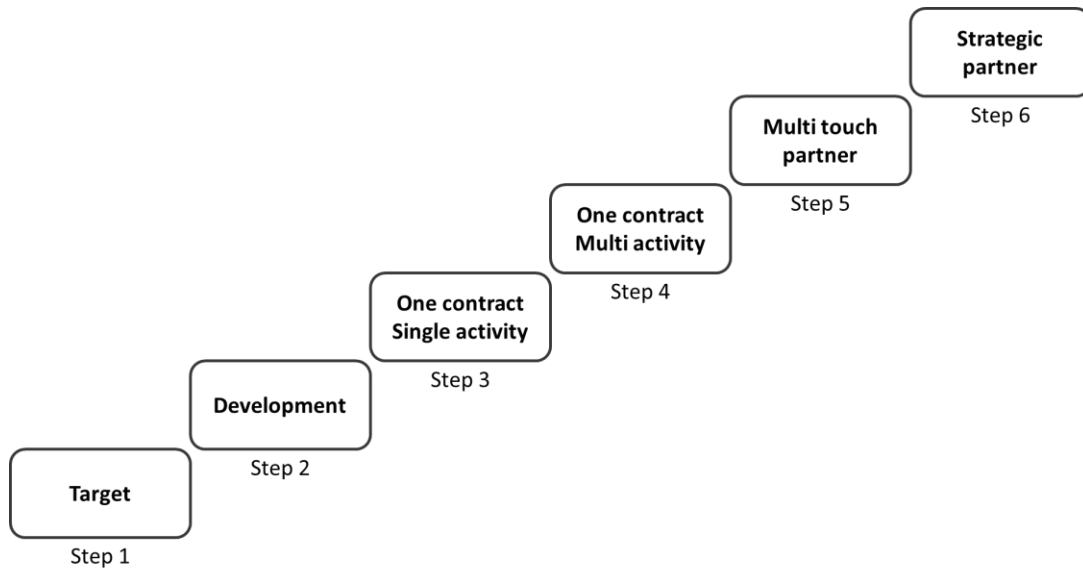 Strategic
partner
Step 6
Multi touch
partner
Step 5
One contract
Multi activity
Step 4
One contract
Single activity
Step 3
Development
Step 2
Target
Step 1